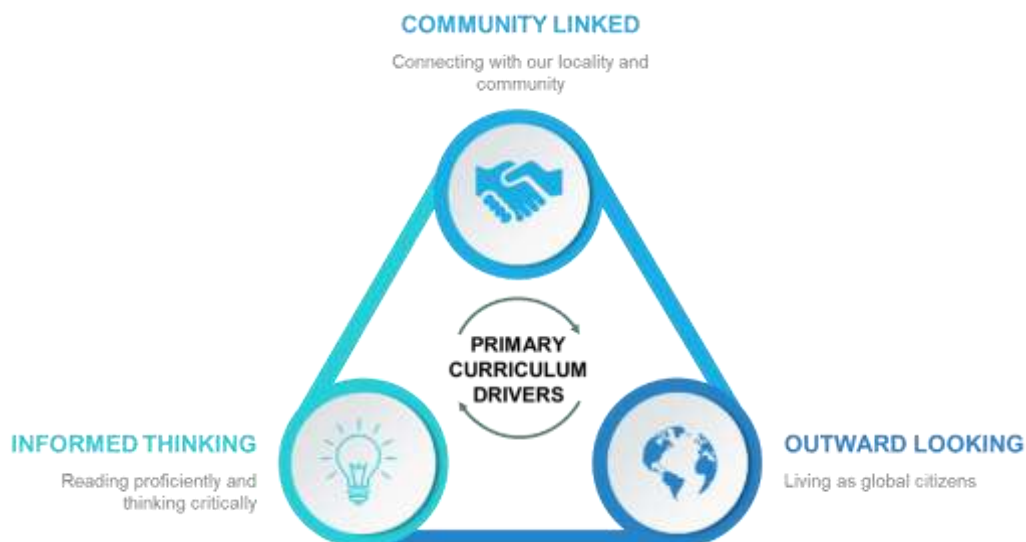 COMMUNITY LINKED
Connecting with our locality and
community
PRIMARY
CURRICULUM
DRIVERS
INFORMED THINKING
Reading proficiently and
thinking critically
OUTWARD LOOKING
Living as global citizens